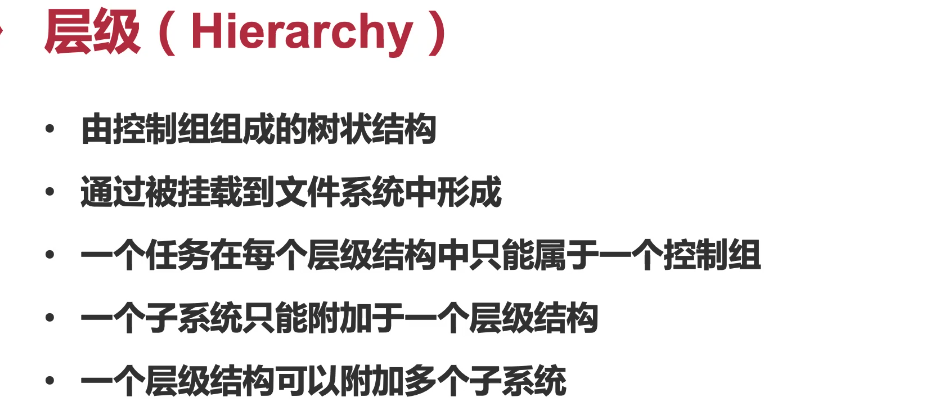 层级（Hierarchy）
• 由控制组组成的树状结构
• 通过被挂载到文件系统中形成
• 一个任务在每个层级结构中只能属于一个控制组
• 一个子系统只能附加于一个层级结构
• 一个层级结构可以附加多个子系统